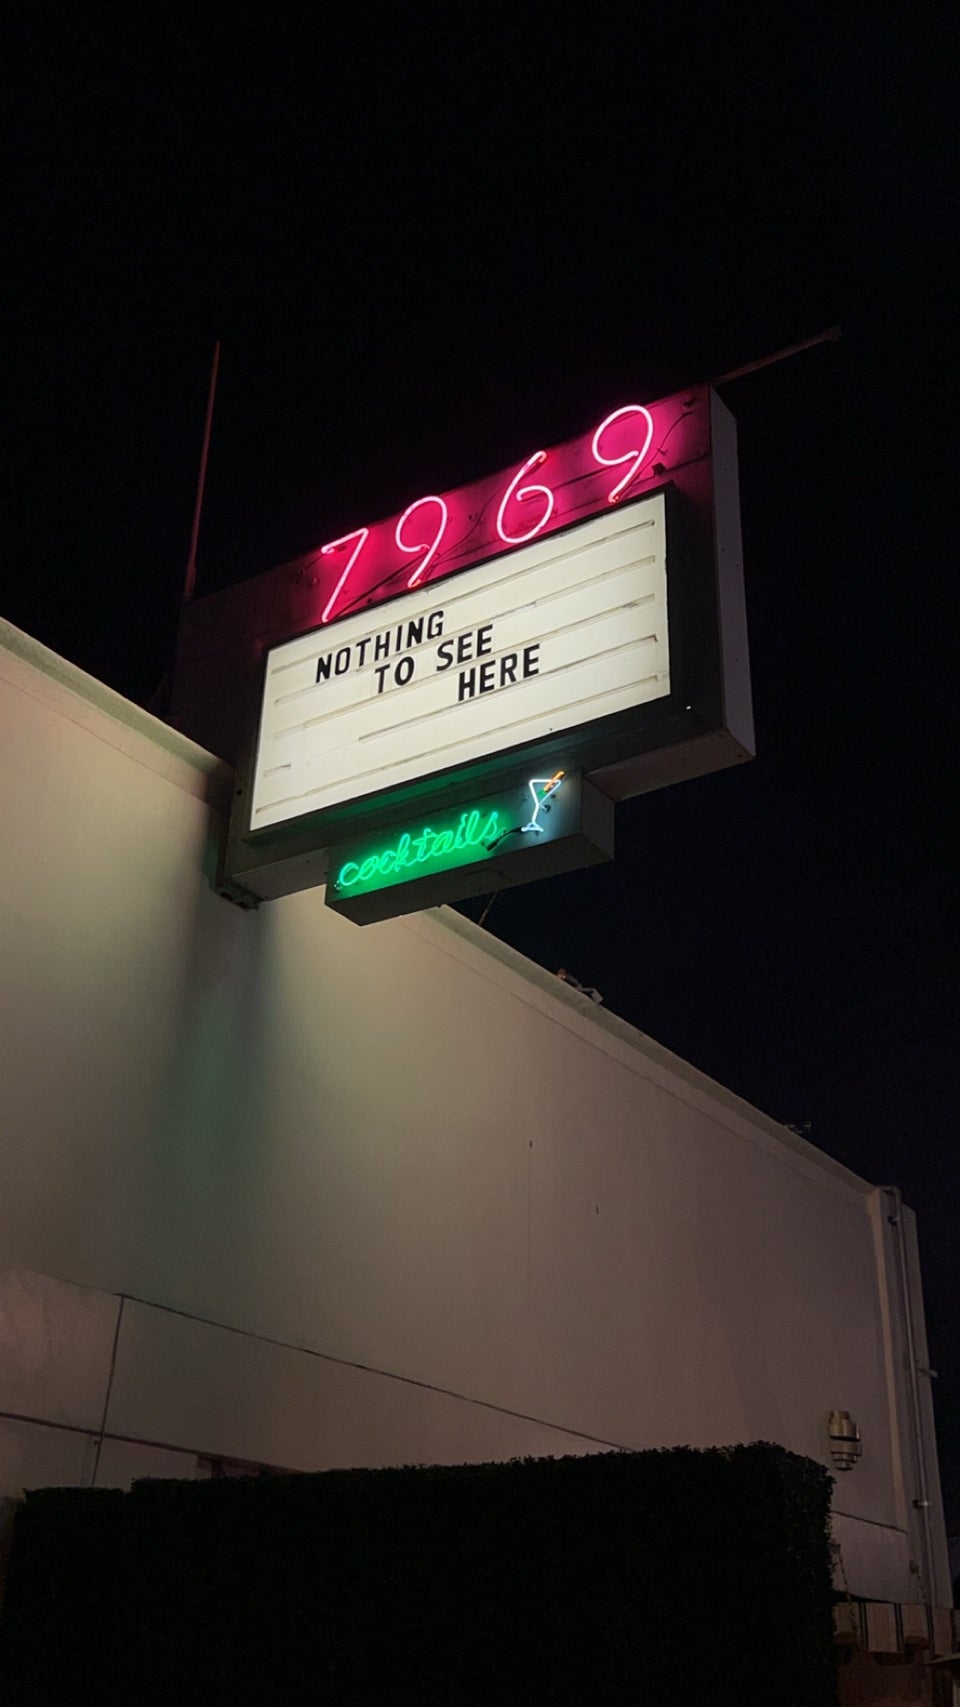 7969
NOTHING
TO SEE
HERE
cocktails